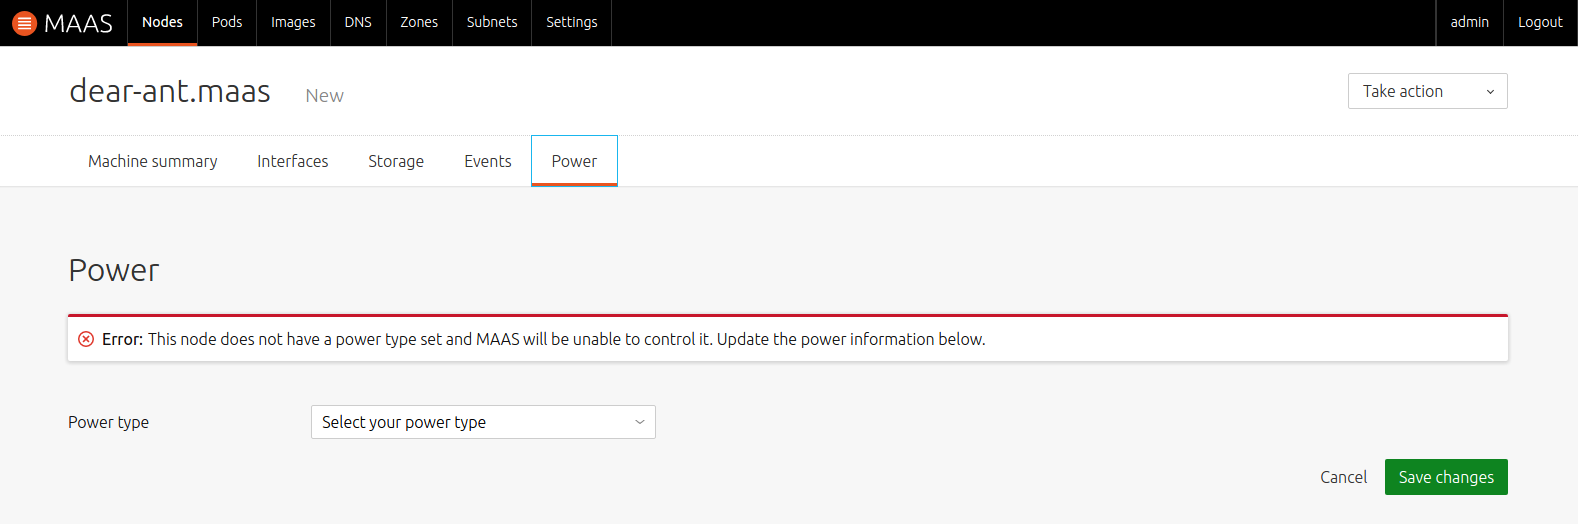 MAAS Nodes Pods Images DNS Zones Subnets Settings admin Logout
dear-ant.maas New Take action
Machine summary Interfaces Storage Events Power
Power
Error: This node does not have a power type set and MAAS will be unable to control it. Update the power information below.
Power type Select your power type
Cancel Save changes